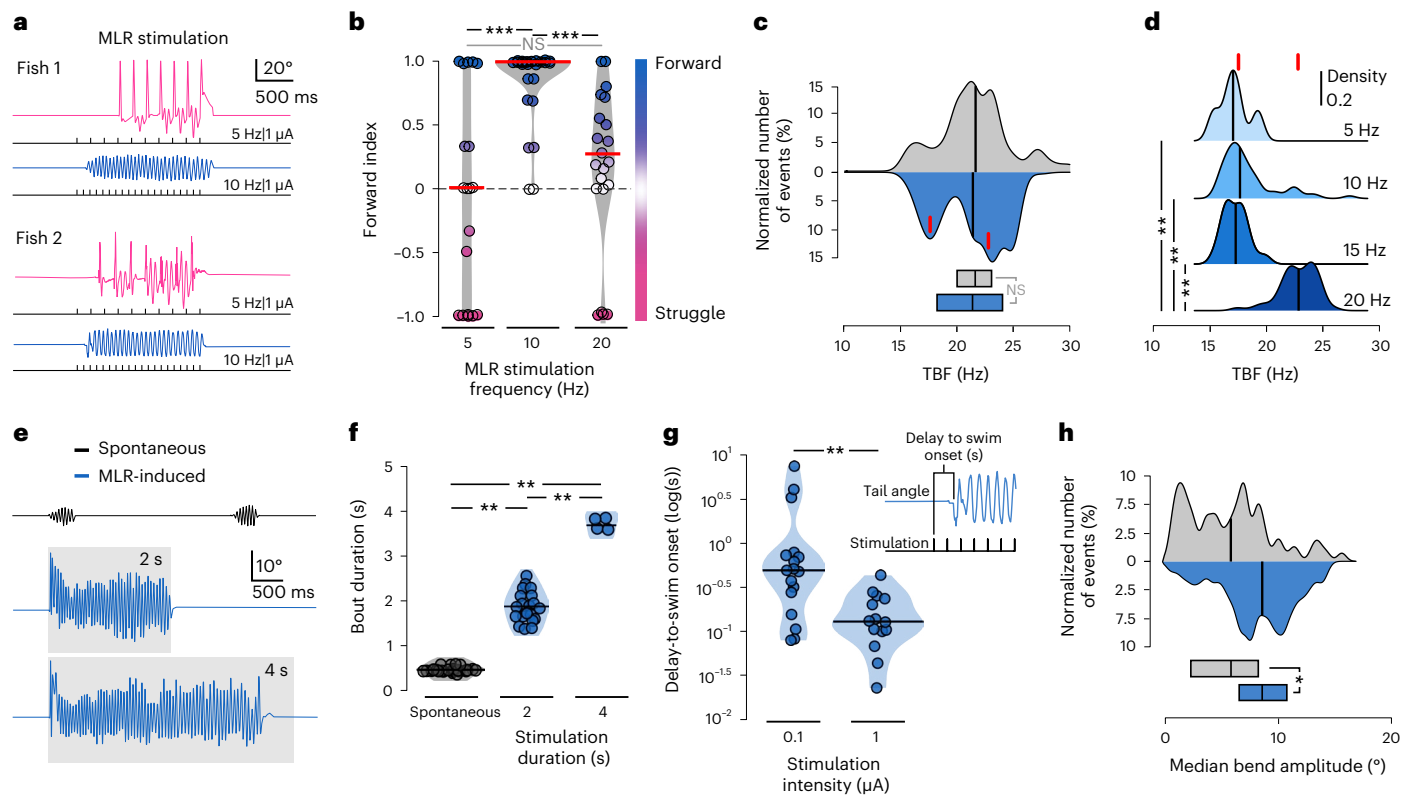 a
MLR stimulation
Fish 1
20°
500 ms
5 Hz|1 µA
10 Hz|1 µA
Fish 2
5 Hz|1 µA
10 Hz|1 µA
b
***
***
NS
1.0
0.5
0
−0.5
−1.0
Forward index
Forward
Struggle
5
10
20
MLR stimulation
frequency (Hz)
c
Normalized number
of events (%)
15
10
5
0
5
10
15
NS
10
15
20
25
30
TBF (Hz)
d
Density
0.2
5 Hz
10 Hz
15 Hz
20 Hz
**
**
**
10
15
20
25
30
TBF (Hz)
e
Spontaneous
MLR-induced
2 s
10°
500 ms
4 s
f
Bout duration (s)
5
4
3
2
1
0
**
**
**
Spontaneous
2
4
Stimulation
duration (s)
g
Delay-to-swim onset (log(s))
10^1
10^0.5
10^0
10^−0.5
10^−1
10^−1.5
10^−2
**
Delay to swim
onset (s)
Tail angle
Stimulation
0.1
1
Stimulation
intensity (µA)
h
Normalized number
of events (%)
10
7.5
2.5
0
2.5
7.5
10
*
0
10
20
Median bend amplitude (°)